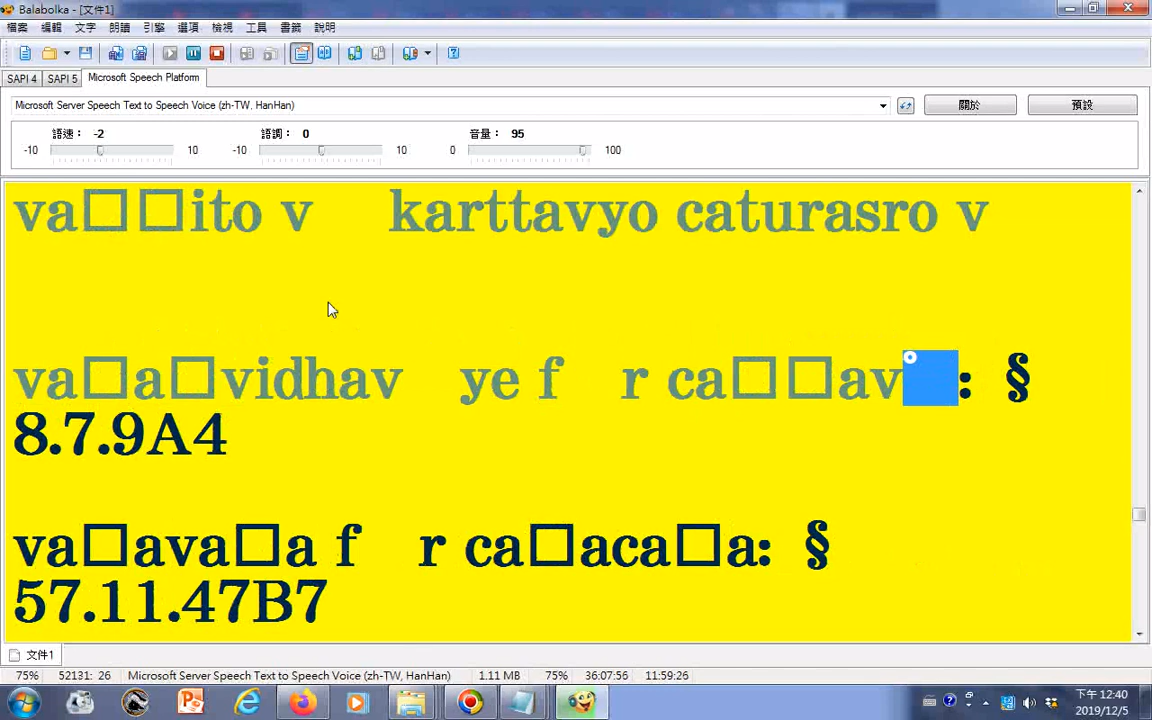 Balabolka - [文件1]
檔案 編輯 文字 朗讀 引擎 選項 檢視 工具 書籤 說明
SAPI 4 SAPI 5 Microsoft Speech Platform
Microsoft Server Speech Text to Speech Voice (zh-TW, HanHan) 關於 預設
語速： -2 語調： 0 音量： 95
-10 10 -10 10 0 100
va□□ito v karttavyo caturasro v
va□a□vidhav ye f r ca□□av : §
8.7.9A4
va□ava□a f r ca□aca□a: §
57.11.47B7
文件1
75% 52131: 26 Microsoft Server Speech Text to Speech Voice (zh-TW, HanHan) 1.11 MB 75% 36:07:56 11:59:26
下午 12:40
2019/12/5